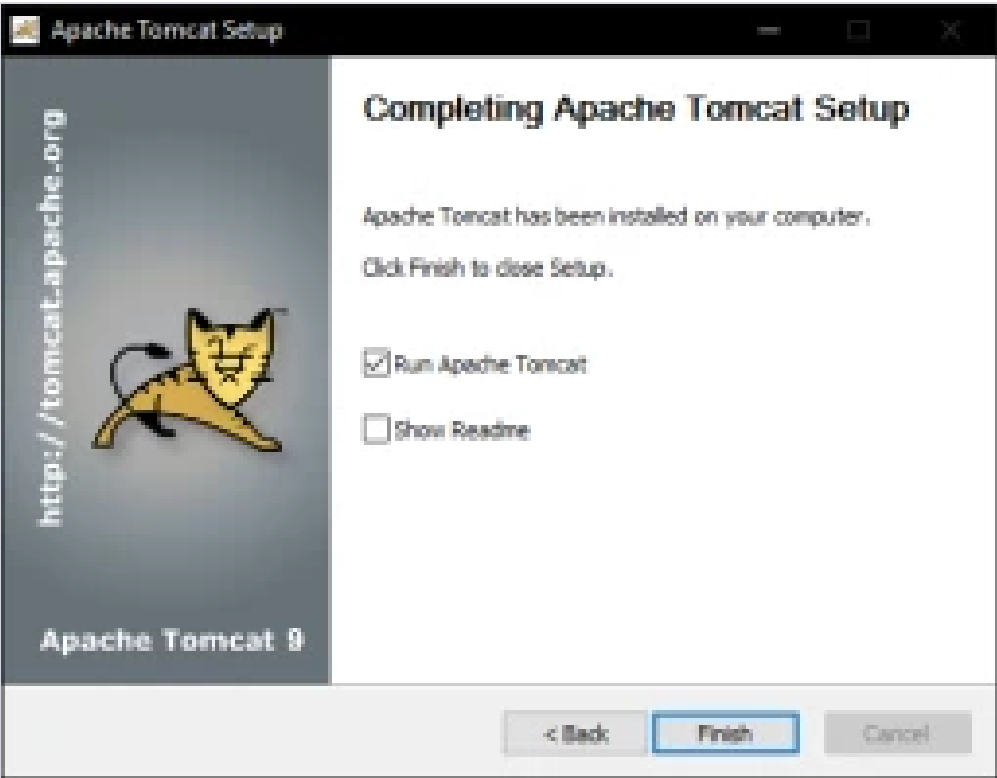 Apache Tomcat Setup
http://tomcat.apache.org
Apache Tomcat 9
Completing Apache Tomcat Setup
Apache Tomcat has been installed on your computer.
Click Finish to close Setup.
Run Apache Tomcat
Show Readme
< Back
Finish
Cancel